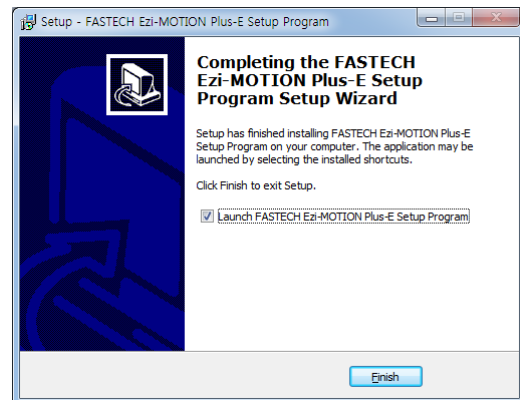 Setup - FASTECH Ezi-MOTION Plus-E Setup Program
Completing the FASTECH
Ezi-MOTION Plus-E Setup
Program Setup Wizard
Setup has finished installing FASTECH Ezi-MOTION Plus-E
Setup Program on your computer. The application may be
launched by selecting the installed shortcuts.
Click Finish to exit Setup.
Launch FASTECH Ezi-MOTION Plus-E Setup Program
Finish